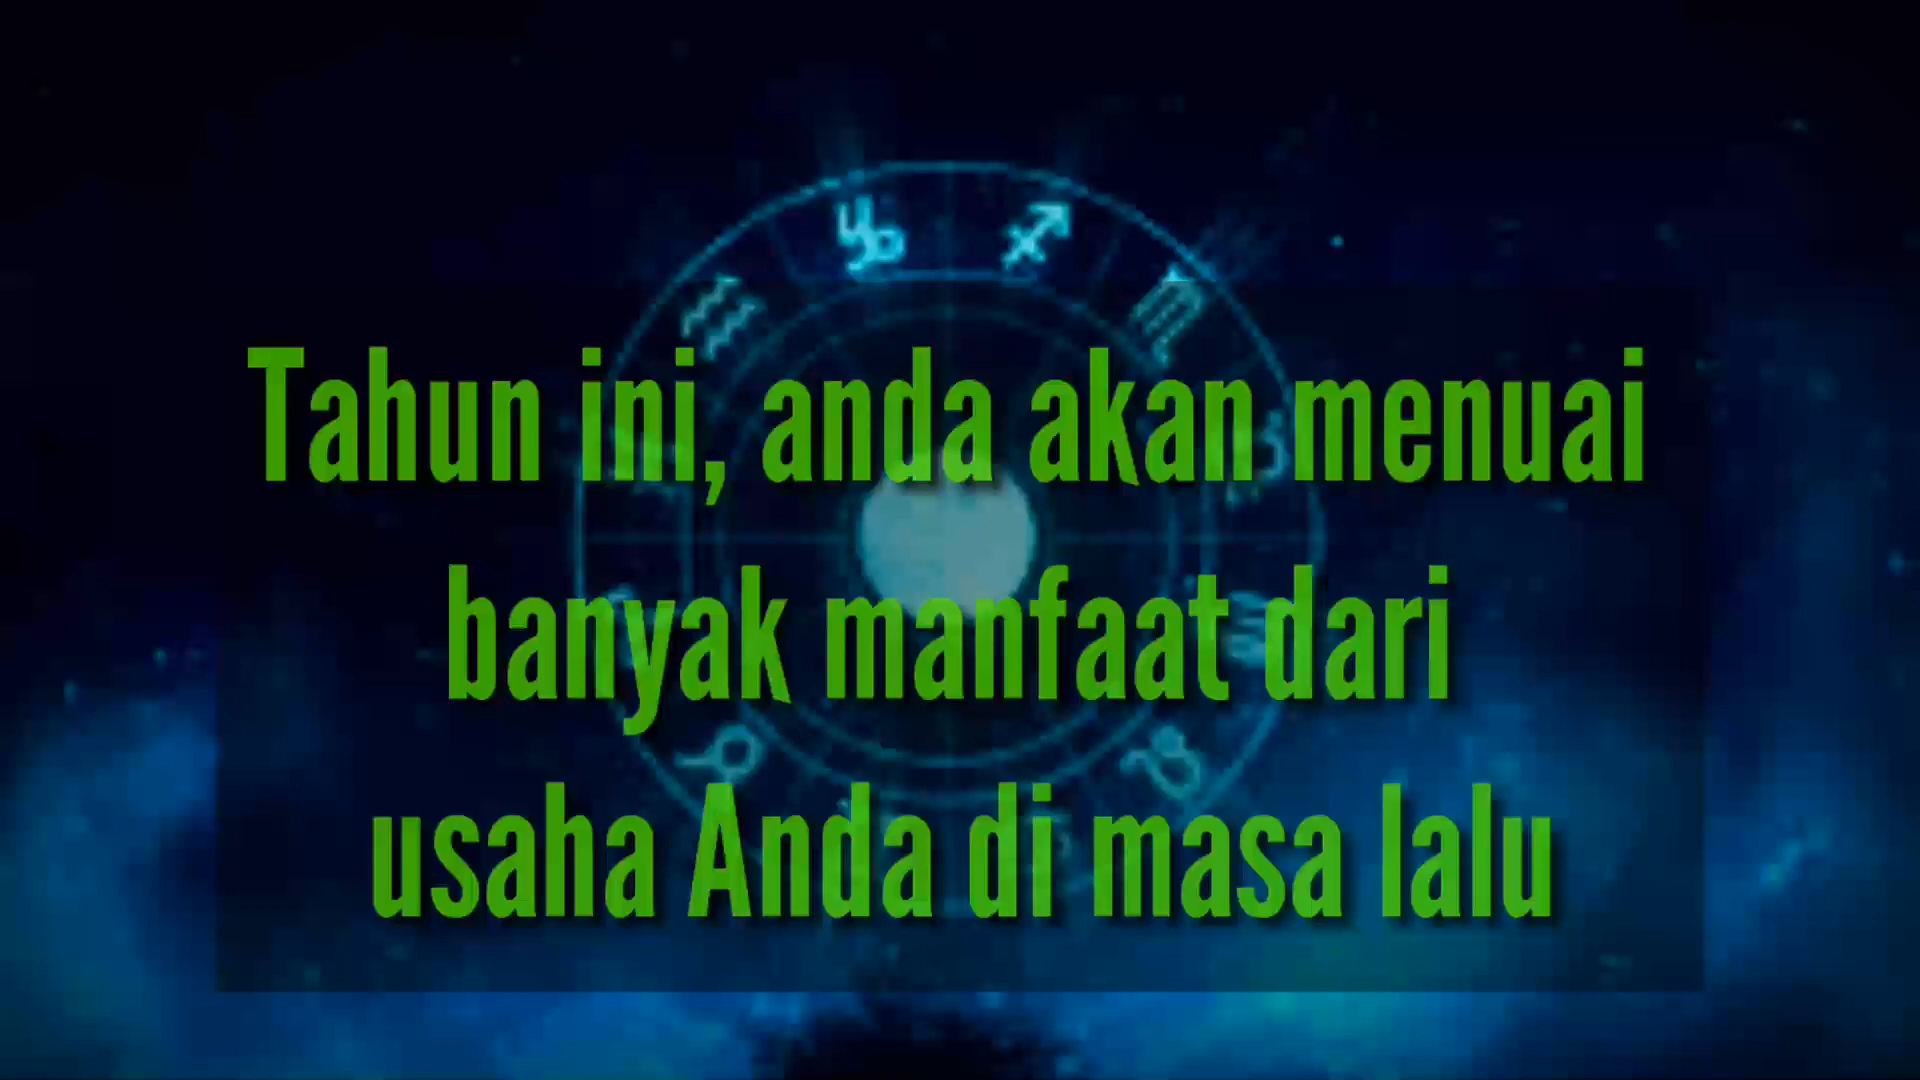 Tahun ini, anda akan menuai
banyak manfaat dari
usaha Anda di masa lalu